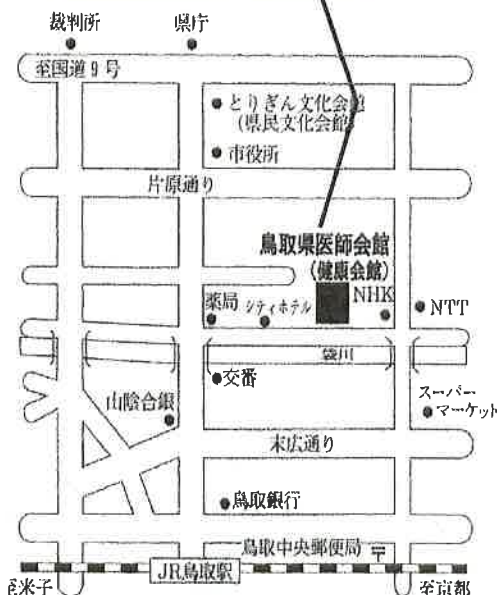 裁判所
県庁
至国道9号
とりぎん文化会館
(県民文化会館)
市役所
片原通り
鳥取県医師会館
(健康会館)
薬局
シティホテル
NHK
NTT
袋川
交番
山陰合銀
スーパー
マーケット
末広通り
鳥取銀行
鳥取中央郵便局 〒
JR鳥取駅
至米子
至京都